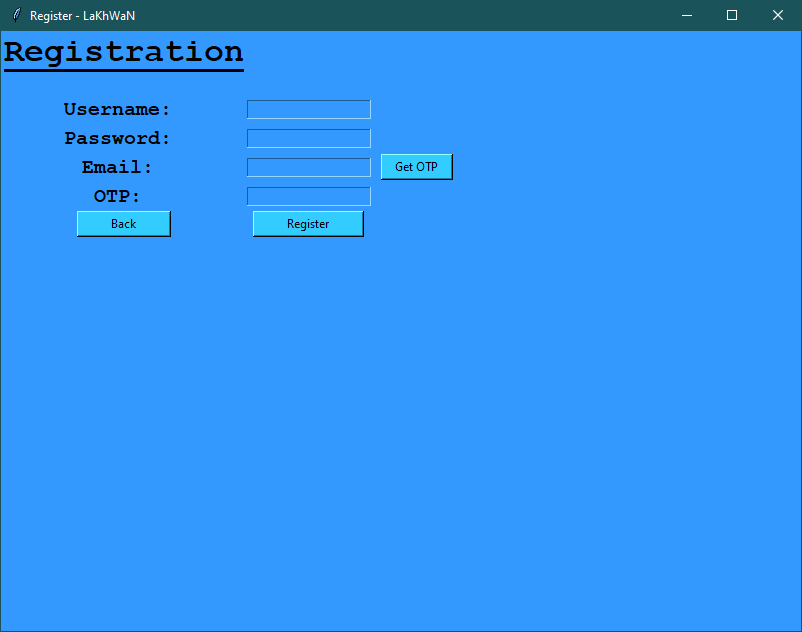 Register - LaKhWaN
Registration
Username:
Password:
Email: Get OTP
OTP:
Back Register